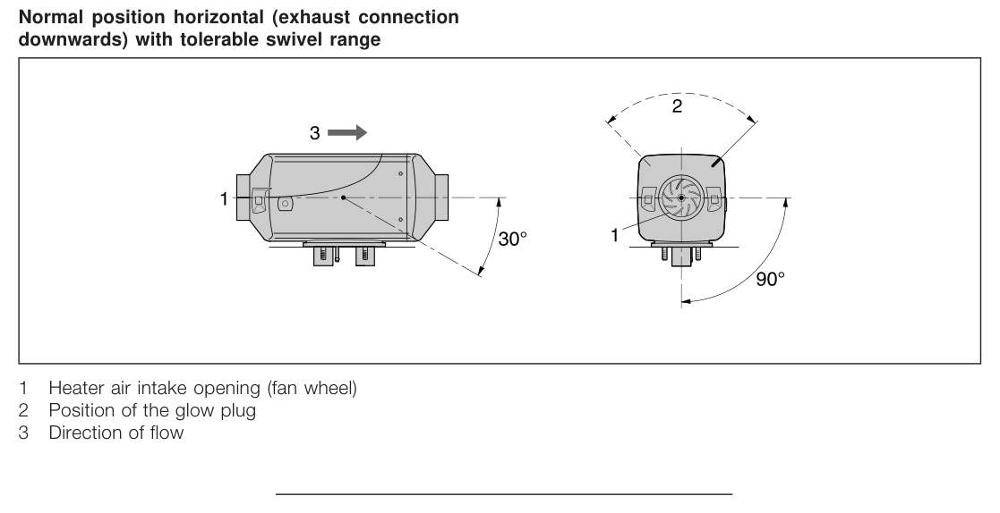 Normal position horizontal (exhaust connection
downwards) with tolerable swivel range
3
2
1
30°
1
90°
1 Heater air intake opening (fan wheel)
2 Position of the glow plug
3 Direction of flow